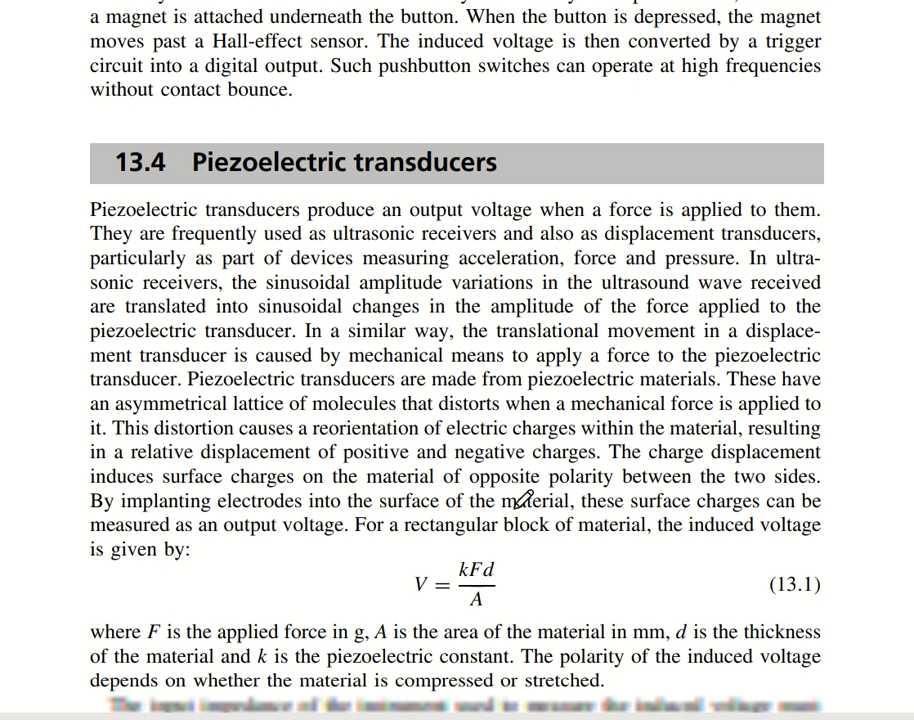 a magnet is attached underneath the button. When the button is depressed, the magnet
moves past a Hall-effect sensor. The induced voltage is then converted by a trigger
circuit into a digital output. Such pushbutton switches can operate at high frequencies
without contact bounce.
13.4 Piezoelectric transducers
Piezoelectric transducers produce an output voltage when a force is applied to them.
They are frequently used as ultrasonic receivers and also as displacement transducers,
particularly as part of devices measuring acceleration, force and pressure. In ultra-
sonic receivers, the sinusoidal amplitude variations in the ultrasound wave received
are translated into sinusoidal changes in the amplitude of the force applied to the
piezoelectric transducer. In a similar way, the translational movement in a displace-
ment transducer is caused by mechanical means to apply a force to the piezoelectric
transducer. Piezoelectric transducers are made from piezoelectric materials. These have
an asymmetrical lattice of molecules that distorts when a mechanical force is applied to
it. This distortion causes a reorientation of electric charges within the material, resulting
in a relative displacement of positive and negative charges. The charge displacement
induces surface charges on the material of opposite polarity between the two sides.
By implanting electrodes into the surface of the material, these surface charges can be
measured as an output voltage. For a rectangular block of material, the induced voltage
is given by:
V = kFd / A (13.1)
where F is the applied force in g, A is the area of the material in mm, d is the thickness
of the material and k is the piezoelectric constant. The polarity of the induced voltage
depends on whether the material is compressed or stretched.